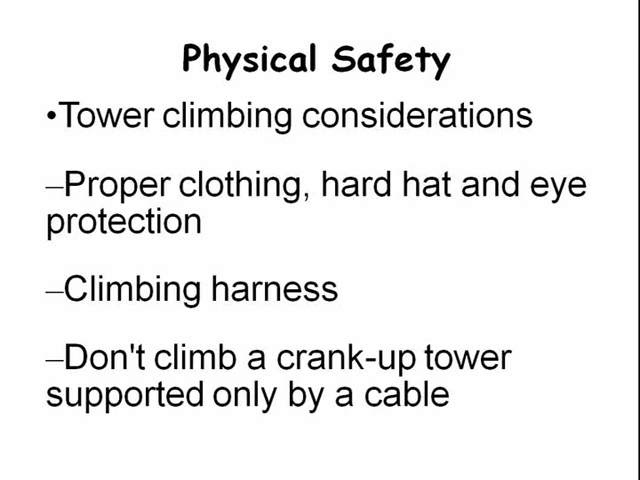 Physical Safety
•Tower climbing considerations
–Proper clothing, hard hat and eye
protection
–Climbing harness
–Don't climb a crank-up tower
supported only by a cable